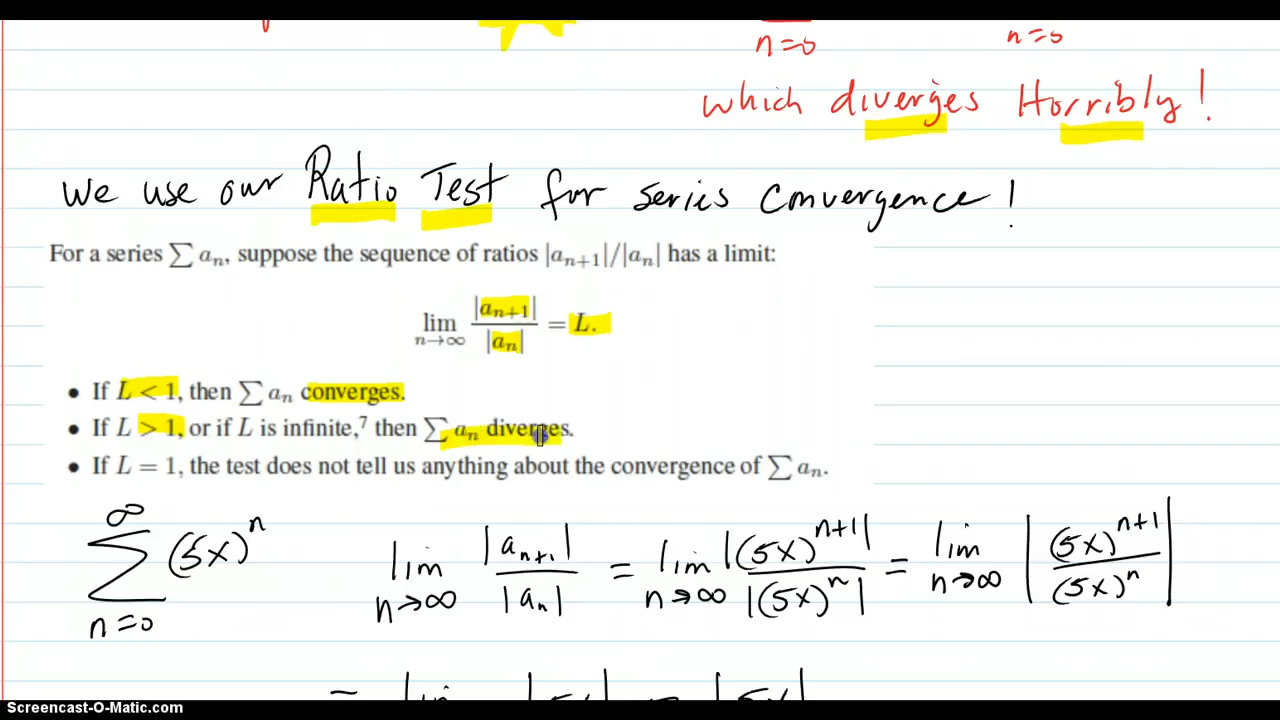 n=0 n=0
which diverges Horribly!
We use our Ratio Test for series convergence!
For a series ∑ aₙ, suppose the sequence of ratios |aₙ₊₁|/|aₙ| has a limit:
lim n→∞ |aₙ₊₁| / |aₙ| = L.
• If L < 1, then ∑ aₙ converges.
• If L > 1, or if L is infinite,⁷ then ∑ aₙ diverges.
• If L = 1, the test does not tell us anything about the convergence of ∑ aₙ.
∞ ∑ n=0 (5x)ⁿ lim n→∞ |aₙ₊₁| / |aₙ| = lim n→∞ |(5x)ⁿ⁺¹| / |(5x)ⁿ| = lim n→∞ |(5x)ⁿ⁺¹ / (5x)ⁿ|
=
Screencast-O-Matic.com